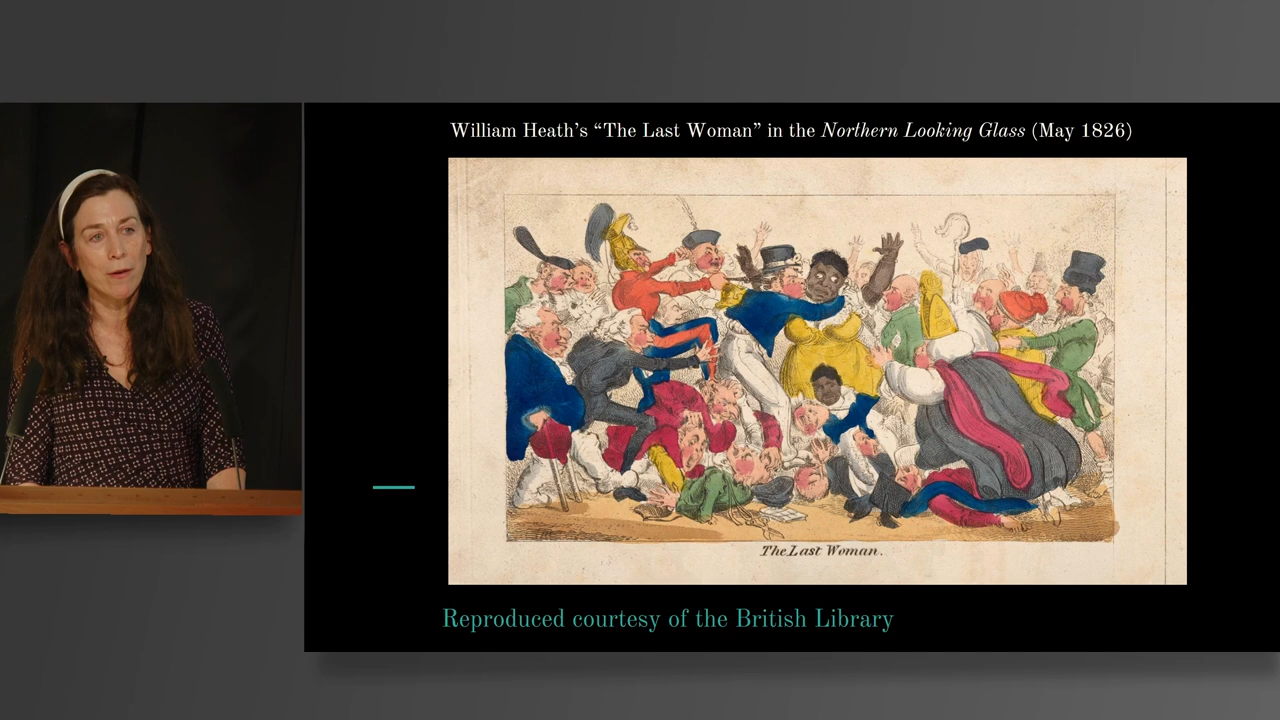 William Heath’s “The Last Woman” in the Northern Looking Glass (May 1826)
The Last Woman.
Reproduced courtesy of the British Library